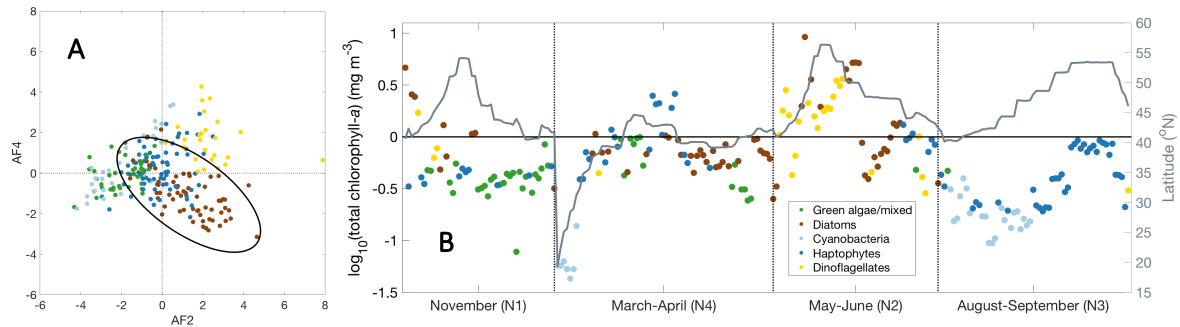 A
8
6
4
2
0
-2
-4
-6
AF4
-6 -4 -2 0 2 4 6 8
AF2
B
1
0.5
0
-0.5
-1
-1.5
log10(total chlorophyll-a) (mg m-3)
60
55
50
45
40
35
30
25
20
15
Latitude (oN)
Green algae/mixed
Diatoms
Cyanobacteria
Haptophytes
Dinoflagellates
November (N1) March-April (N4) May-June (N2) August-September (N3)